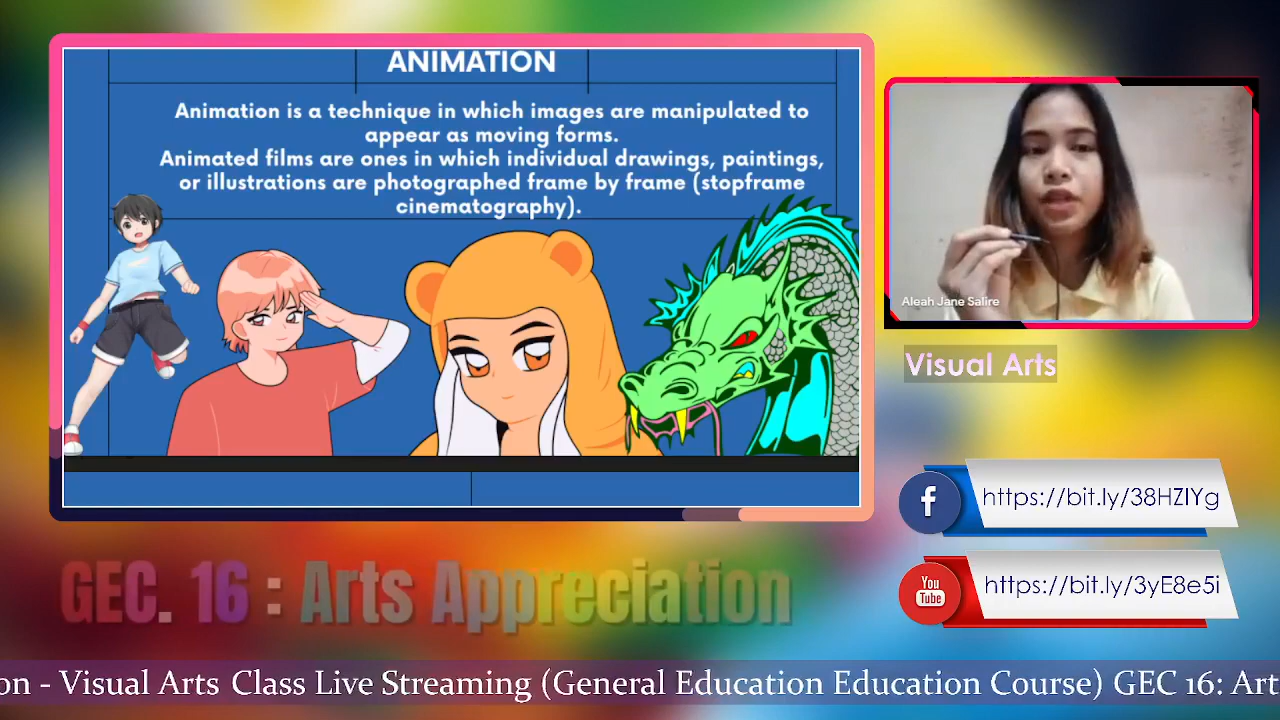 ANIMATION
Animation is a technique in which images are manipulated to
appear as moving forms.
Animated films are ones in which individual drawings, paintings,
or illustrations are photographed frame by frame (stopframe
cinematography).
Aleah Jane Salire
Visual Arts
f
https://bit.ly/38HZIYg
You
Tube
https://bit.ly/3yE8e5i
GEC. 16 : Arts Appreciation
on - Visual Arts Class Live Streaming (General Education Education Course) GEC 16: Art